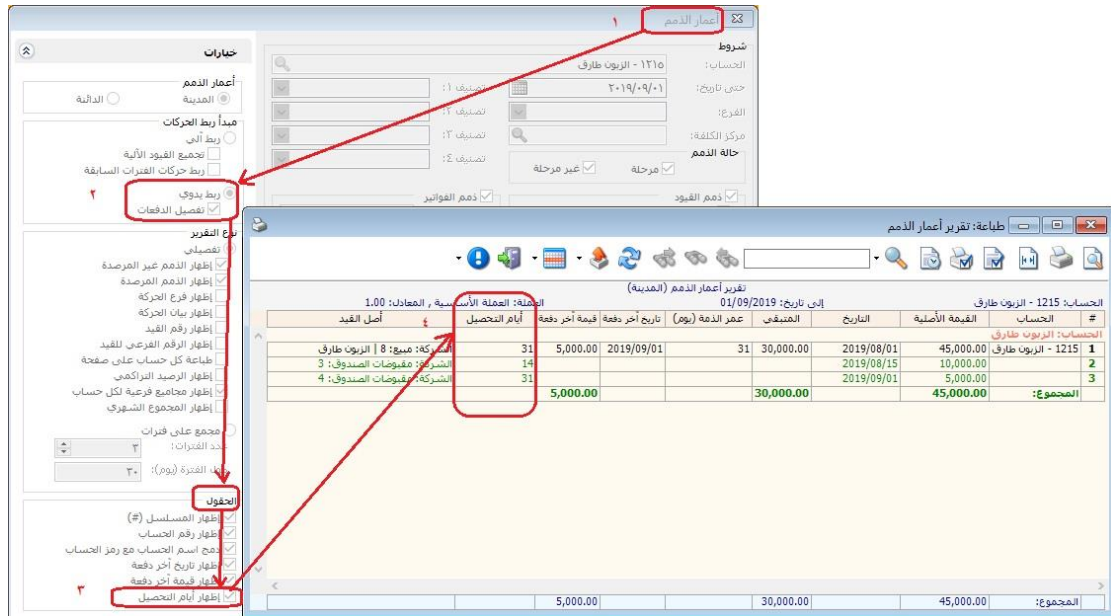 أعمار الذمم
١
شروط
الحساب: ١٢١٥ - الزبون طارق
حتى تاريخ: ٢٠١٩/٠٩/٠١
تصنيف ١:
الفرع:
تصنيف ٢:
مركز الكلفة:
تصنيف ٣:
حالة الذمم
مرحلة
غير مرحلة
تصنيف ٤:
ذمم القيود
ذمم الفواتير
خيارات
أعمار الذمم
المدينة
الدائنة
مبدأ ربط الحركات
ربط آلي
تجميع القيود الآلية
ربط حركات الفترات السابقة
ربط يدوي
٢
تفصيل الدفعات
نوع التقرير
تفصيلي
إظهار الذمم غير المرصدة
إظهار الذمم المرصدة
إظهار فرع الحركة
إظهار بيان الحركة
إظهار رقم القيد
إظهار الرقم الفرعي للقيد
طباعة كل حساب على صفحة
إظهار الرصيد التراكمي
إظهار مجاميع فرعية لكل حساب
إظهار المجموع الشهري
مجمع على فترات
عدد الفترات: ٣
طول الفترة (يوم): ٣٠
الحقول
إظهار المسلسل (#)
إظهار رقم الحساب
دمج اسم الحساب مع رمز الحساب
إظهار تاريخ آخر دفعة
إظهار قيمة آخر دفعة
٣
إظهار أيام التحصيل
طباعة: تقرير أعمار الذمم
تقرير أعمار الذمم (المدينة)
الحساب: 1215 - الزبون طارق
إلى تاريخ: 01/09/2019
العملة: العملة الأساسية , المعادل: 1.00
# الحساب القيمة الأصلية التاريخ المتبقي عمر الذمة (يوم) تاريخ آخر دفعة قيمة آخر دفعة أيام التحصيل ٤ أصل القيد
الحساب: الزبون طارق
1 1215 - الزبون طارق 45,000.00 2019/08/01 30,000.00 31 2019/09/01 5,000.00 31 الشركة: مبيع: 8 | الزبون طارق
2 10,000.00 2019/08/15 14 الشركة: مقبوضات الصندوق: 3
3 5,000.00 2019/09/01 31 الشركة: مقبوضات الصندوق: 4
المجموع: 45,000.00 30,000.00 5,000.00
المجموع: 45,000.00 30,000.00 5,000.00